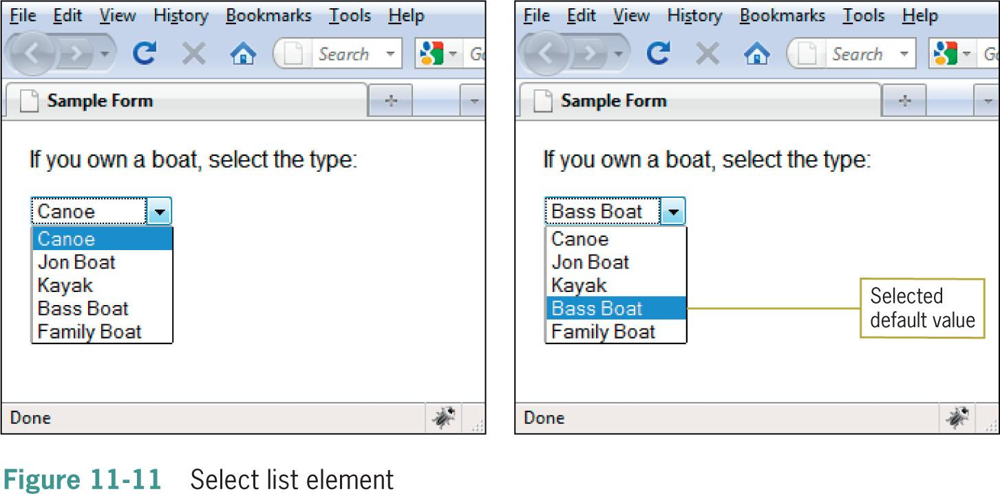 File Edit View History Bookmarks Tools Help
Search
Sample Form
If you own a boat, select the type:
Canoe
Canoe
Jon Boat
Kayak
Bass Boat
Family Boat
Done
File Edit View History Bookmarks Tools Help
Search
Sample Form
If you own a boat, select the type:
Bass Boat
Canoe
Jon Boat
Kayak
Bass Boat
Family Boat
Selected
default value
Done
Figure 11-11 Select list element